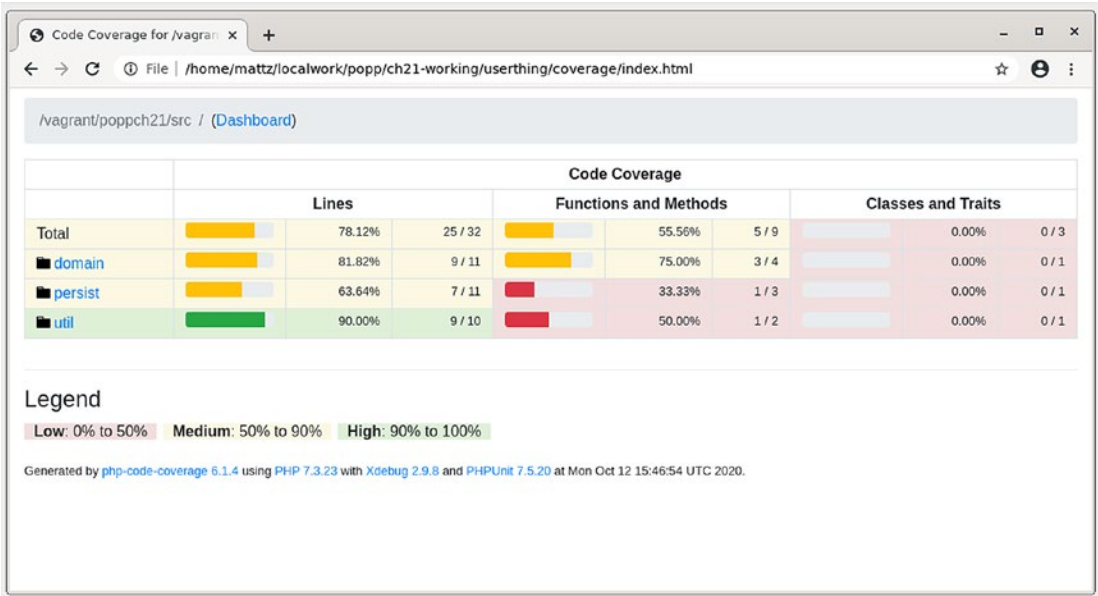 Code Coverage for /vagran
File | /home/mattz/localwork/popp/ch21-working/userthing/coverage/index.html
/vagrant/poppch21/src / (Dashboard)
Code Coverage
Lines Functions and Methods Classes and Traits
Total 78.12% 25 / 32 55.56% 5 / 9 0.00% 0 / 3
domain 81.82% 9 / 11 75.00% 3 / 4 0.00% 0 / 1
persist 63.64% 7 / 11 33.33% 1 / 3 0.00% 0 / 1
util 90.00% 9 / 10 50.00% 1 / 2 0.00% 0 / 1
Legend
Low: 0% to 50% Medium: 50% to 90% High: 90% to 100%
Generated by php-code-coverage 6.1.4 using PHP 7.3.23 with Xdebug 2.9.8 and PHPUnit 7.5.20 at Mon Oct 12 15:46:54 UTC 2020.